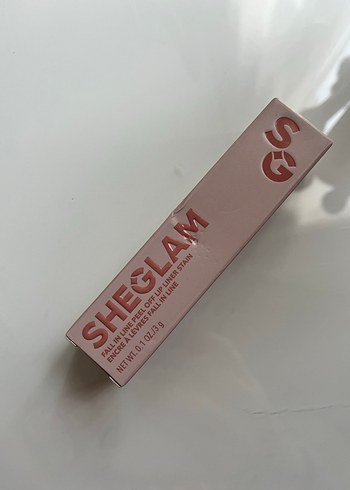 SG
SHEGLAM
FALL IN LINE PEEL OFF LIP LINER STAIN
ENCRE À LÈVRES FALL IN LINE
NET WT. 0.1 OZ./3 g